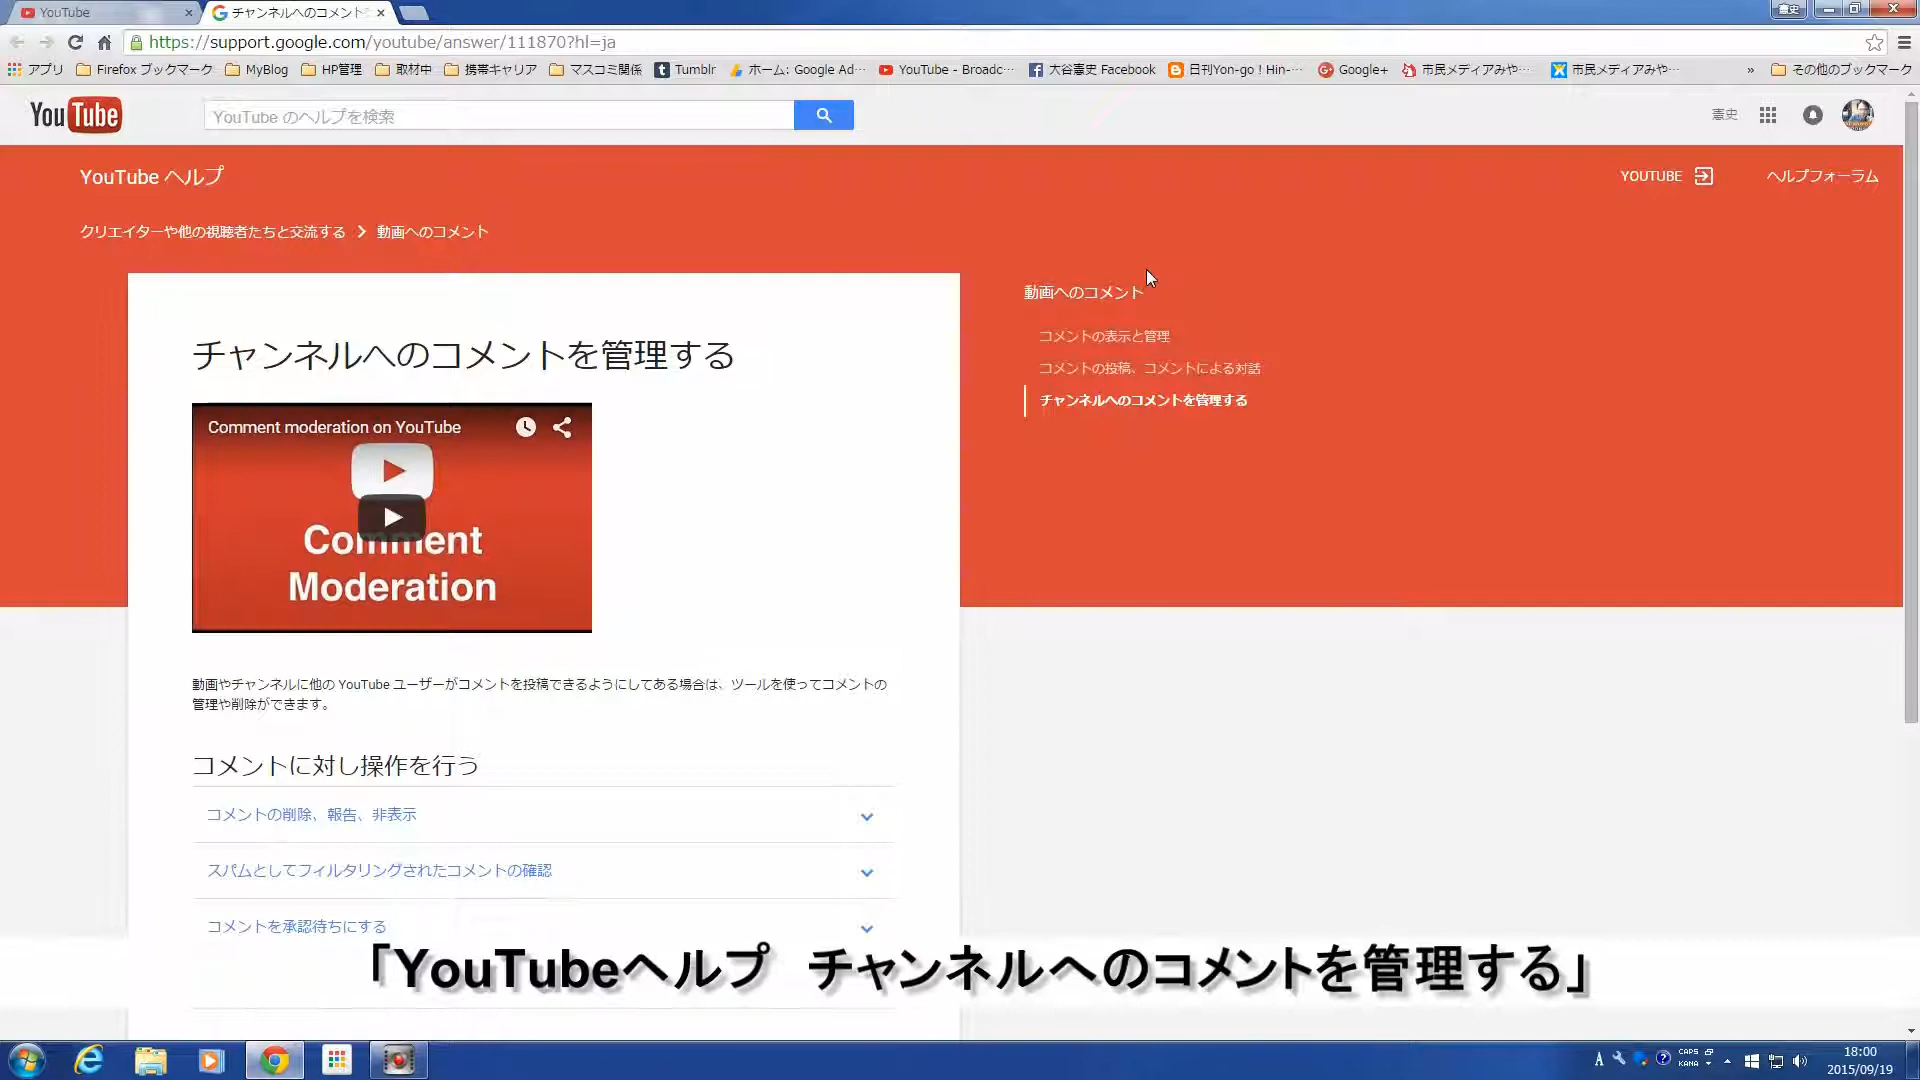 YouTube
チャンネルへのコメント
憲史
https://support.google.com/youtube/answer/111870?hl=ja
アプリ Firefox ブックマーク MyBlog HP管理 取材中 携帯キャリア マスコミ関係 Tumblr ホーム: Google Ad… YouTube - Broadc… 大谷憲史 Facebook 日刊Yon-go！Hin-… Google+ 市民メディアみや… 市民メディアみや… » その他のブックマーク
YouTube
YouTube のヘルプを検索
憲史
YouTube ヘルプ
YOUTUBE
ヘルプフォーラム
クリエイターや他の視聴者たちと交流する > 動画へのコメント
動画へのコメント
コメントの表示と管理
コメントの投稿、コメントによる対話
チャンネルへのコメントを管理する
チャンネルへのコメントを管理する
Comment moderation on YouTube
Comment
Moderation
動画やチャンネルに他の YouTube ユーザーがコメントを投稿できるようにしてある場合は、ツールを使ってコメントの
管理や削除ができます。
コメントに対し操作を行う
コメントの削除、報告、非表示
スパムとしてフィルタリングされたコメントの確認
コメントを承認待ちにする
「YouTubeヘルプ　チャンネルへのコメントを管理する」
A
CAPS
KANA
18:00
2015/09/19